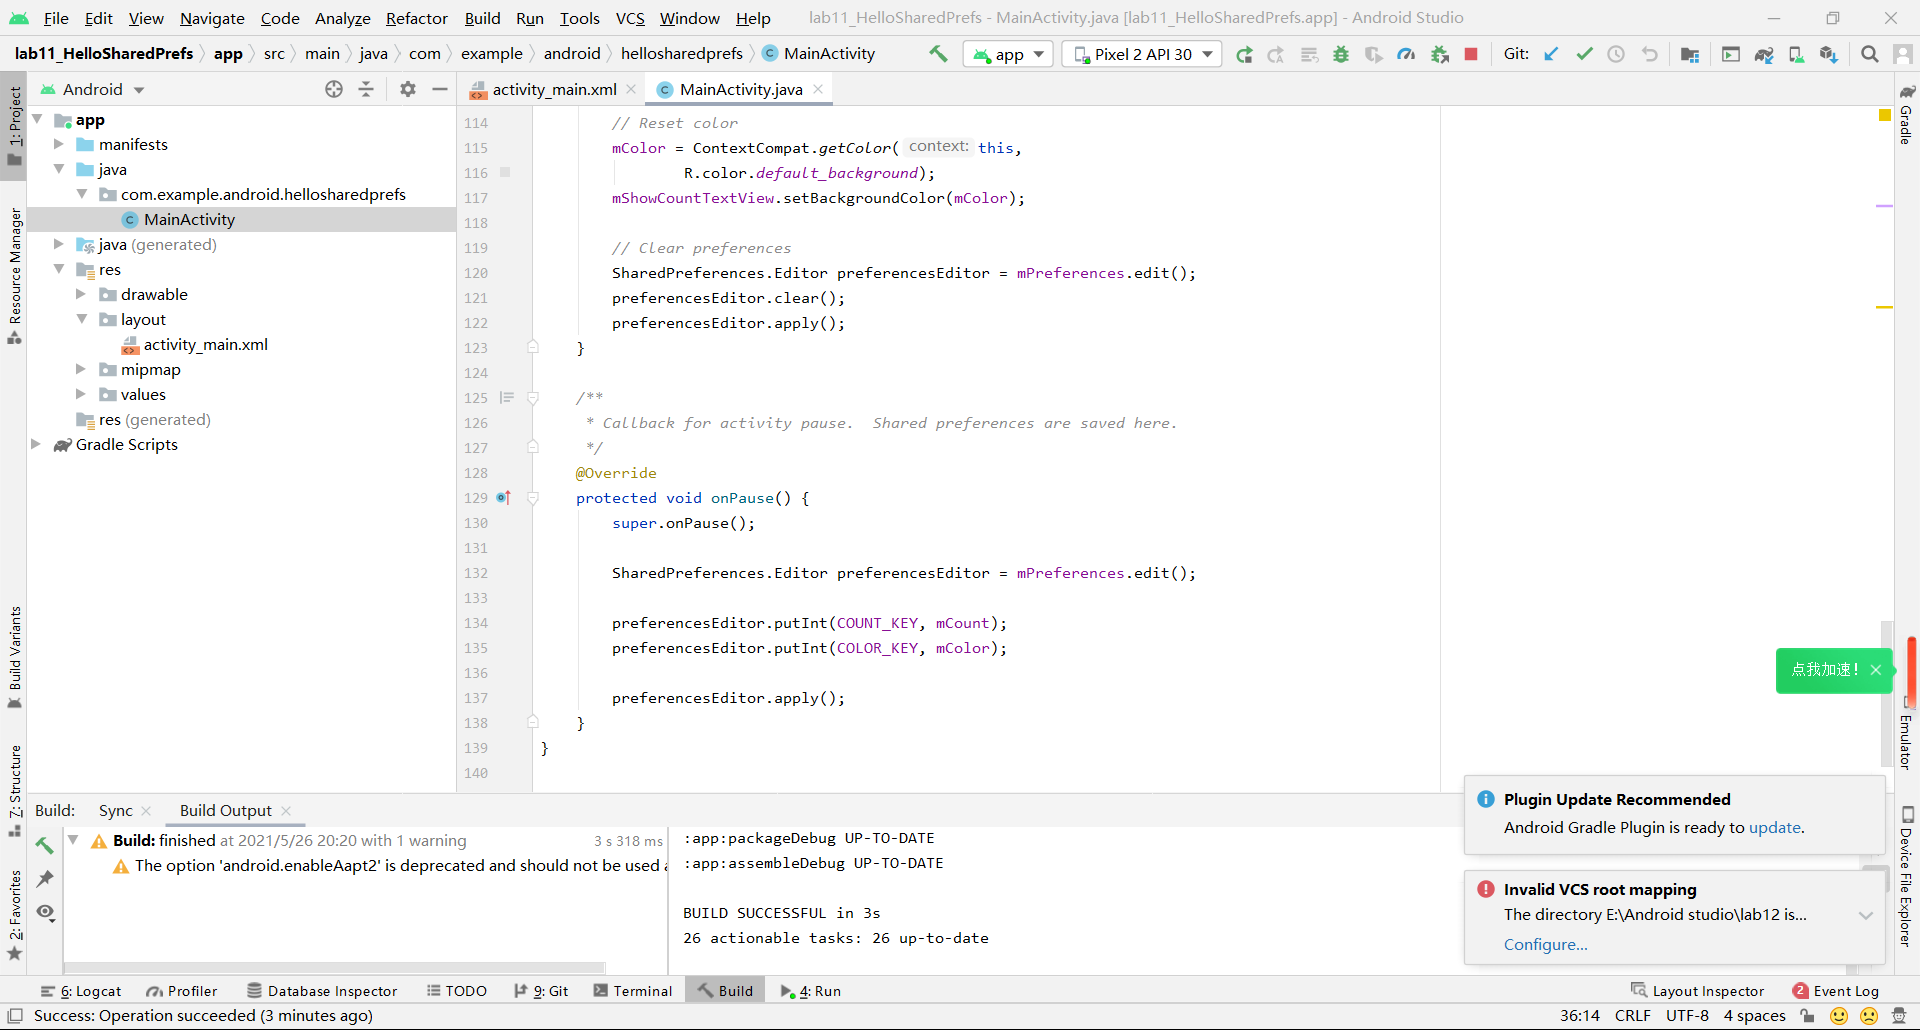 File Edit View Navigate Code Analyze Refactor Build Run Tools VCS Window Help lab11_HelloSharedPrefs - MainActivity.java [lab11_HelloSharedPrefs.app] - Android Studio
lab11_HelloSharedPrefs app src main java com example android hellosharedprefs MainActivity app Pixel 2 API 30 Git:
1: Project
Resource Manager
Build Variants
7: Structure
2: Favorites
Android
app
manifests
java
com.example.android.hellosharedprefs
MainActivity
java (generated)
res
drawable
layout
activity_main.xml
mipmap
values
res (generated)
Gradle Scripts
activity_main.xml MainActivity.java
114 // Reset color
115 mColor = ContextCompat.getColor( context: this,
116 R.color.default_background);
117 mShowCountTextView.setBackgroundColor(mColor);
118
119 // Clear preferences
120 SharedPreferences.Editor preferencesEditor = mPreferences.edit();
121 preferencesEditor.clear();
122 preferencesEditor.apply();
123 }
124
125 /**
126 * Callback for activity pause.  Shared preferences are saved here.
127 */
128 @Override
129 protected void onPause() {
130 super.onPause();
131
132 SharedPreferences.Editor preferencesEditor = mPreferences.edit();
133
134 preferencesEditor.putInt(COUNT_KEY, mCount);
135 preferencesEditor.putInt(COLOR_KEY, mColor);
136
137 preferencesEditor.apply();
138 }
139 }
140
Gradle
Emulator
Device File Explorer
点我加速!
Build: Sync Build Output
Build: finished at 2021/5/26 20:20 with 1 warning 3 s 318 ms
The option 'android.enableAapt2' is deprecated and should not be used
:app:packageDebug UP-TO-DATE
:app:assembleDebug UP-TO-DATE
BUILD SUCCESSFUL in 3s
26 actionable tasks: 26 up-to-date
Plugin Update Recommended
Android Gradle Plugin is ready to update.
Invalid VCS root mapping
The directory E:\Android studio\lab12 is...
Configure...
6: Logcat Profiler Database Inspector TODO 9: Git Terminal Build 4: Run Layout Inspector 2 Event Log
Success: Operation succeeded (3 minutes ago) 36:14 CRLF UTF-8 4 spaces